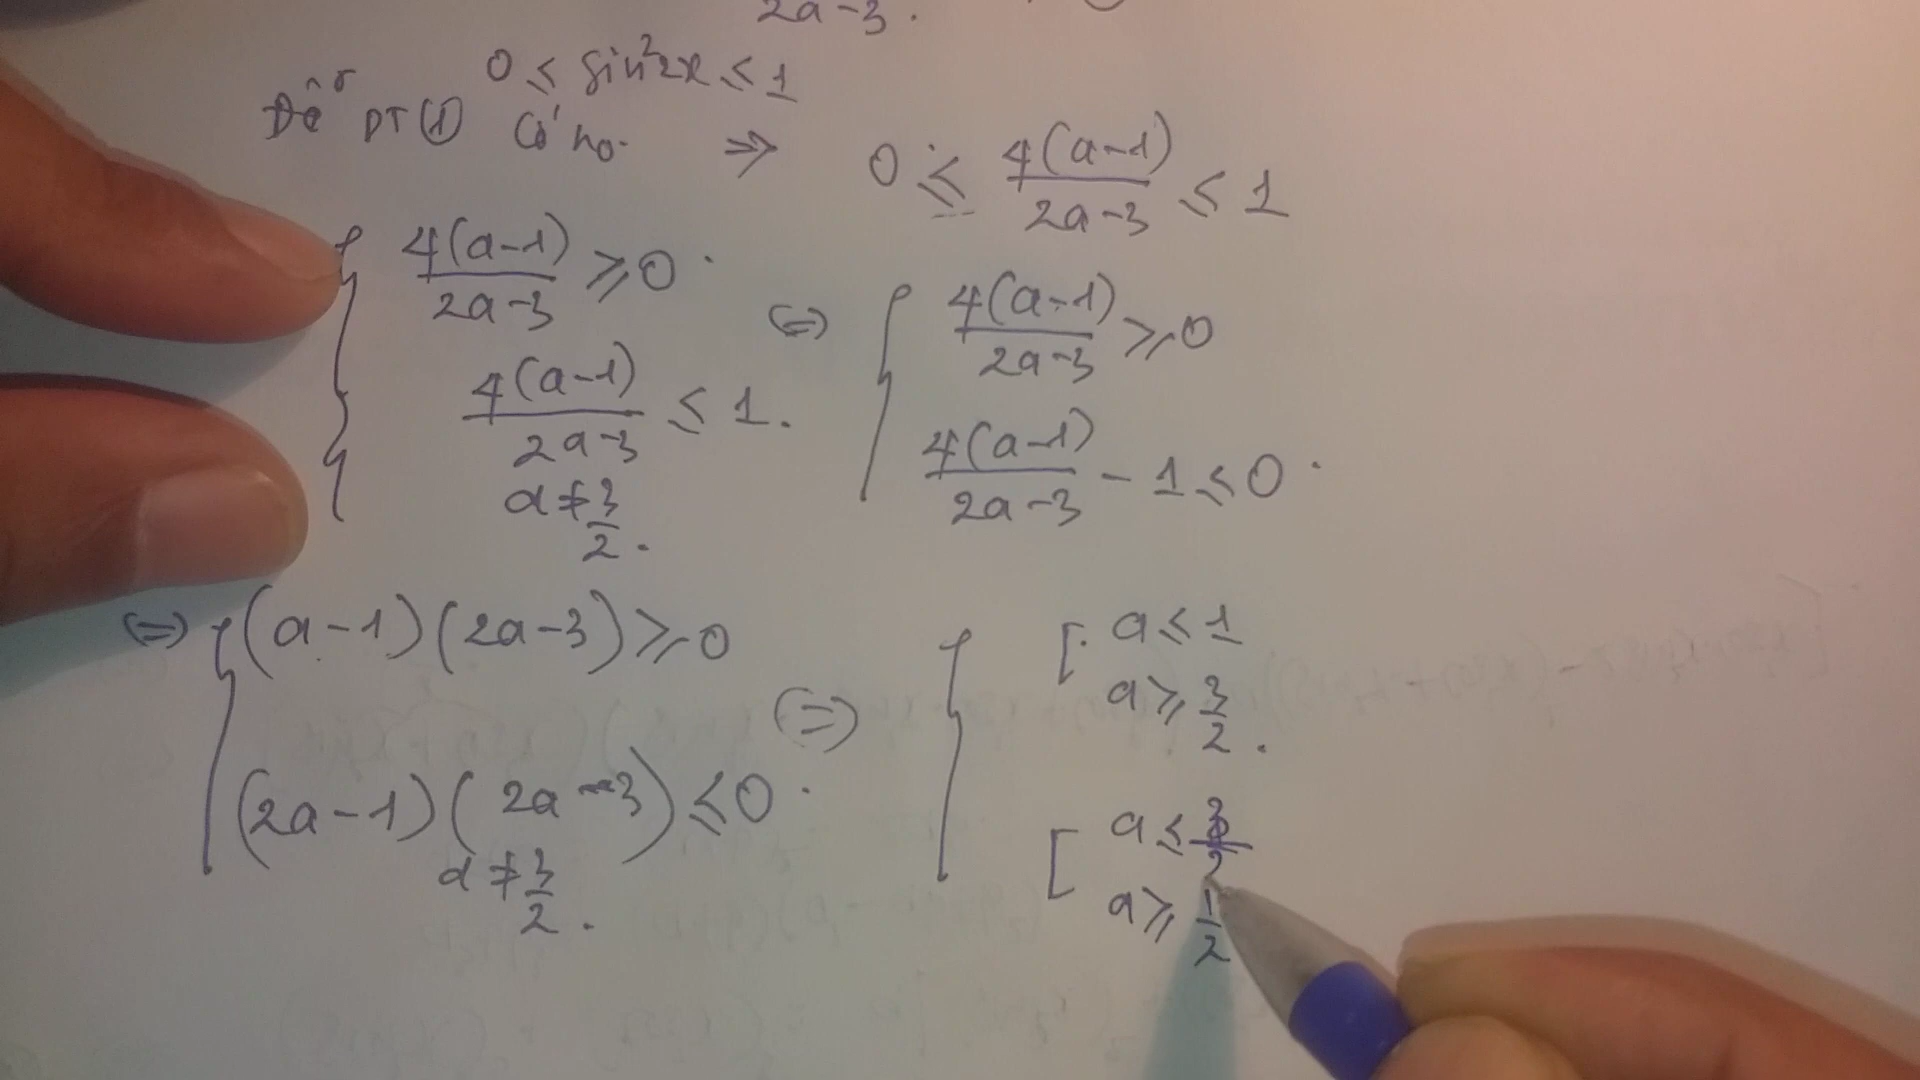 2a-3.
0 ≤ sin²2x ≤ 1
Để PT(1) có no. => 0 ≤ 4(a-1)/(2a-3) ≤ 1
{ 4(a-1)/(2a-3) ≥ 0
4(a-1)/(2a-3) ≤ 1.
a ≠ 3/2.
<=> { 4(a-1)/(2a-3) ≥ 0
4(a-1)/(2a-3) - 1 ≤ 0.
<=> { (a-1)(2a-3) ≥ 0
(2a-1)(2a-3) ≤ 0.
a ≠ 3/2.
<=> { [ a ≤ 1
a ≥ 3/2.
[ a ≤ 3/2
a ≥ 1/2